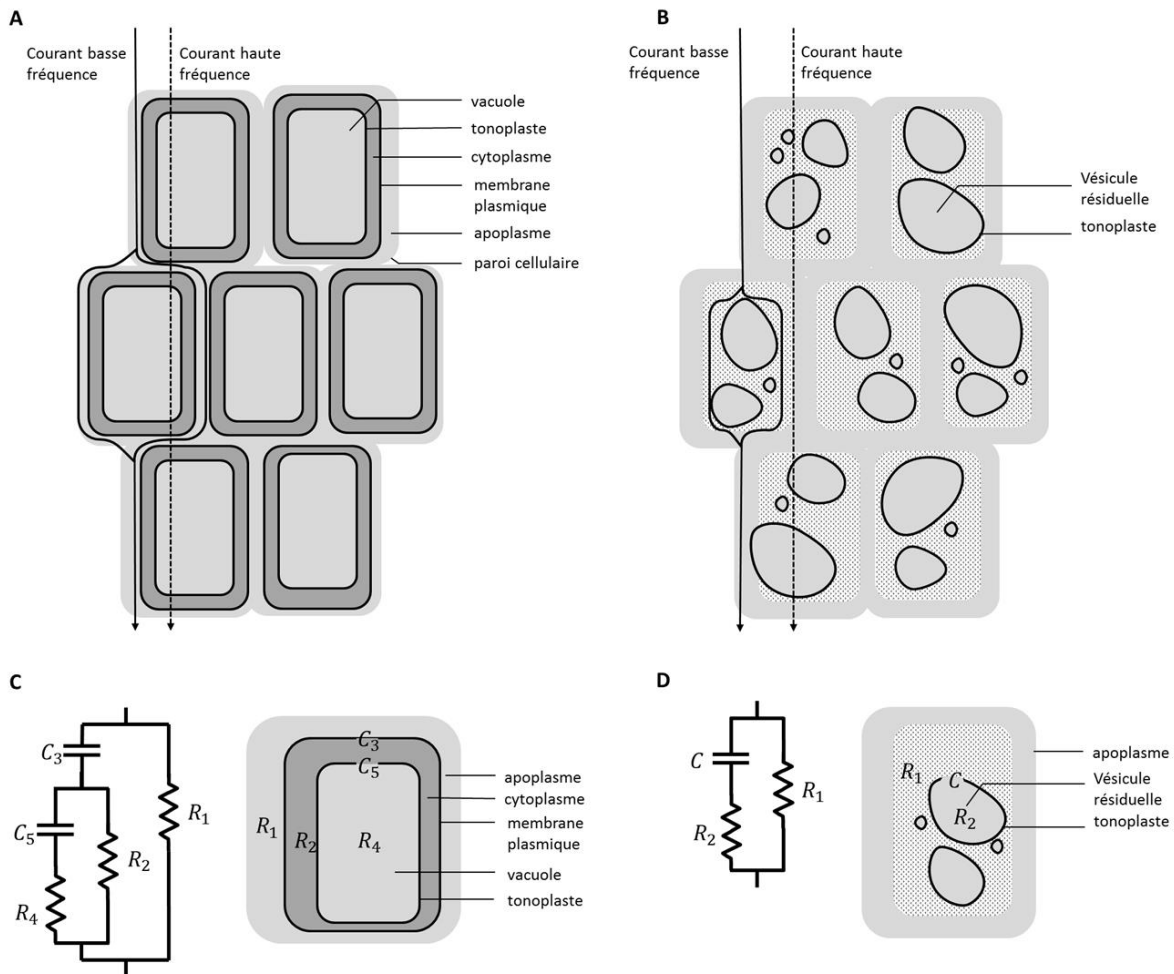 A
Courant basse
fréquence
Courant haute
fréquence
vacuole
tonoplaste
cytoplasme
membrane
plasmique
apoplasme
paroi cellulaire
B
Courant basse
fréquence
Courant haute
fréquence
Vésicule
résiduelle
tonoplaste
C
C₃
C₅
R₂
R₄
R₁
C₃
C₅
R₁
R₂
R₄
apoplasme
cytoplasme
membrane
plasmique
vacuole
tonoplaste
D
C
R₂
R₁
R₁
C
R₂
apoplasme
Vésicule
résiduelle
tonoplaste